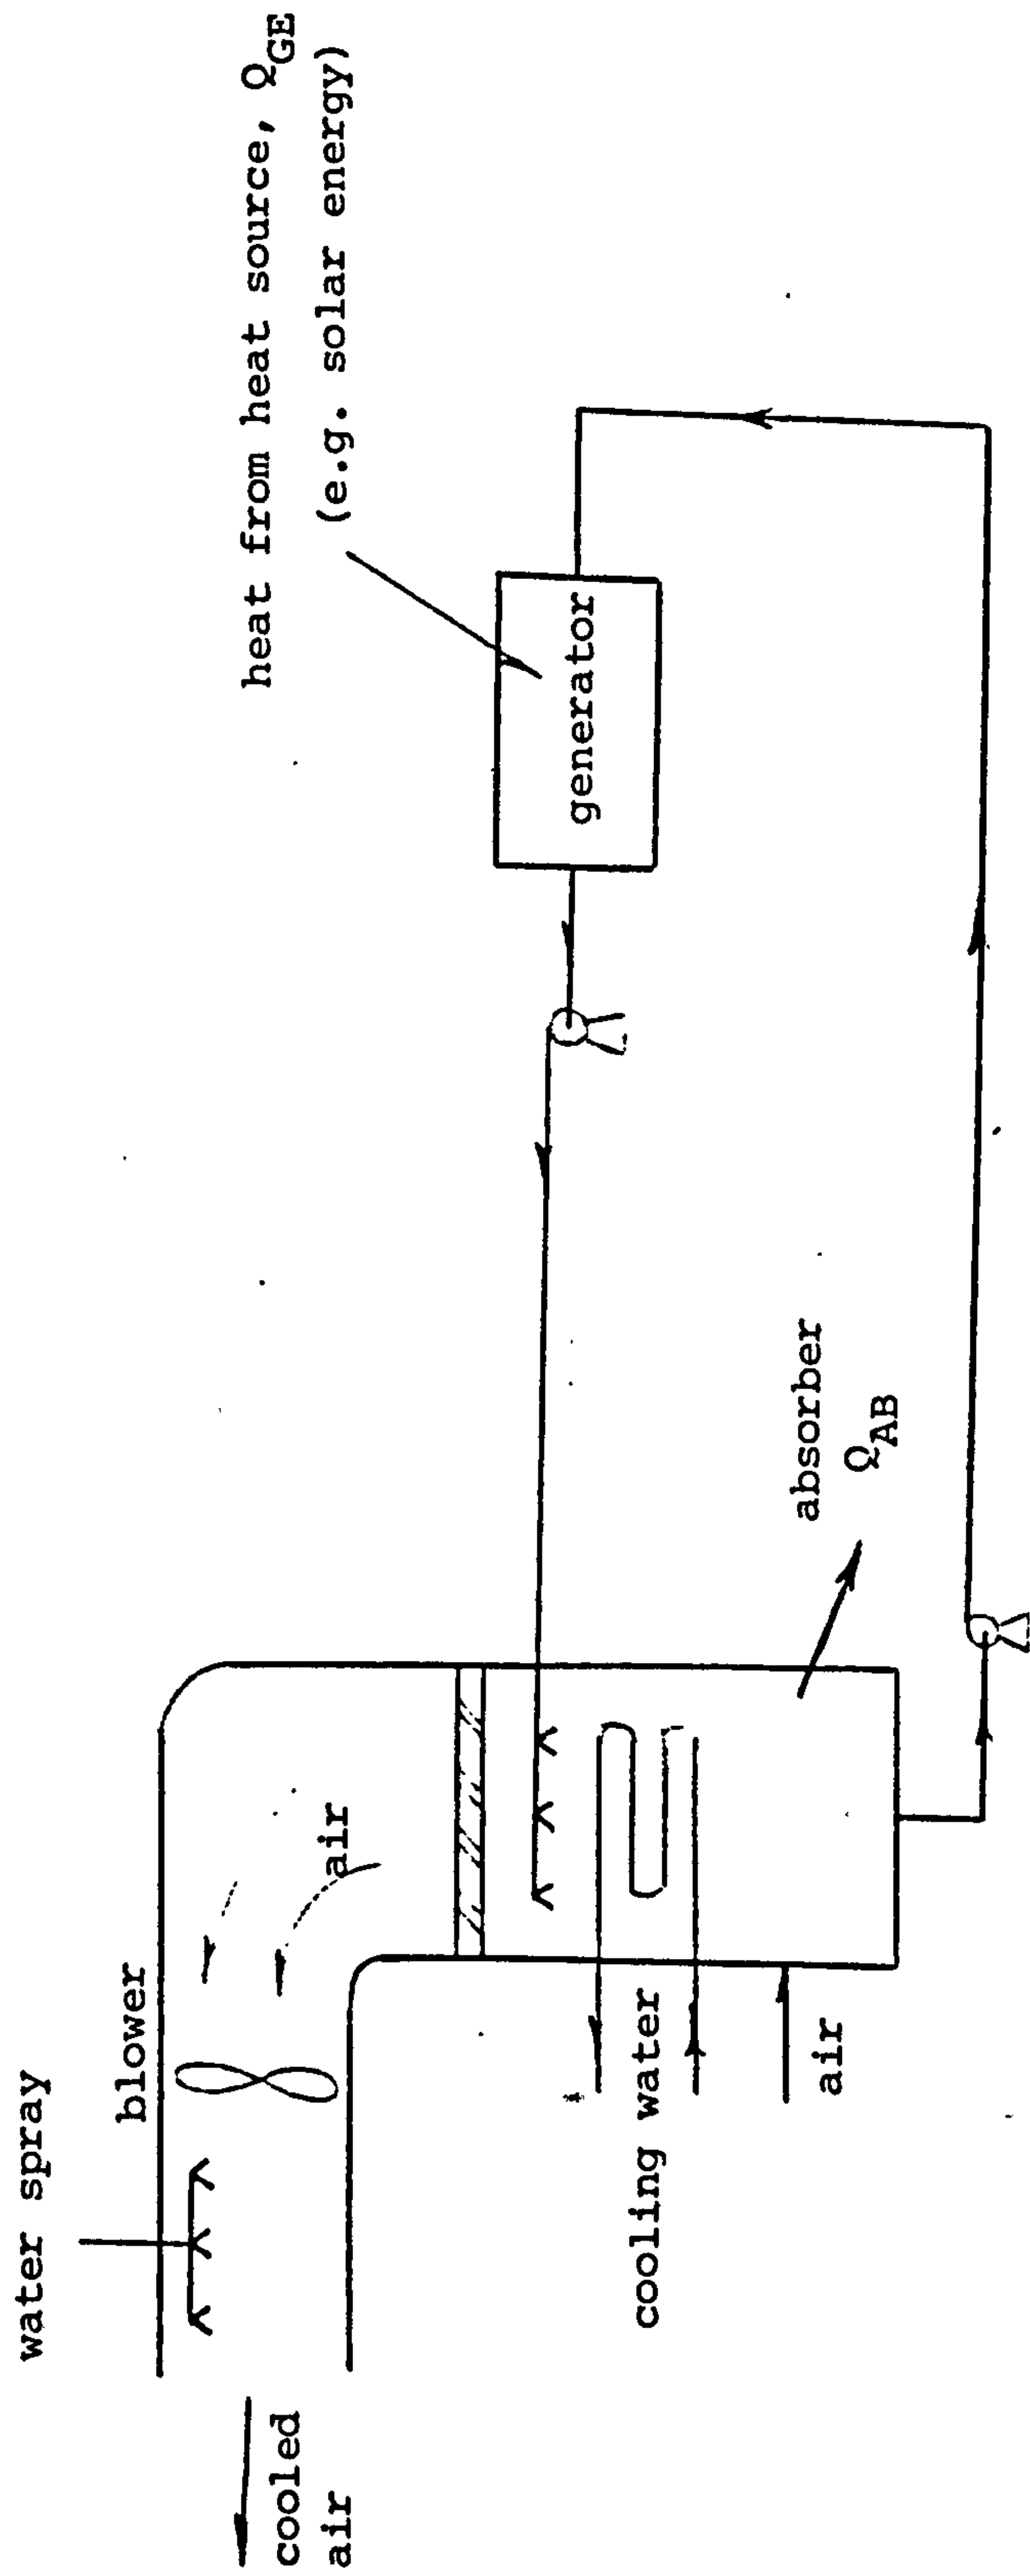 water spray
blower
heat from heat source, Q_GE
(e.g. solar energy)
air
cooled
air
generator
cooling water
air
absorber
Q_AB